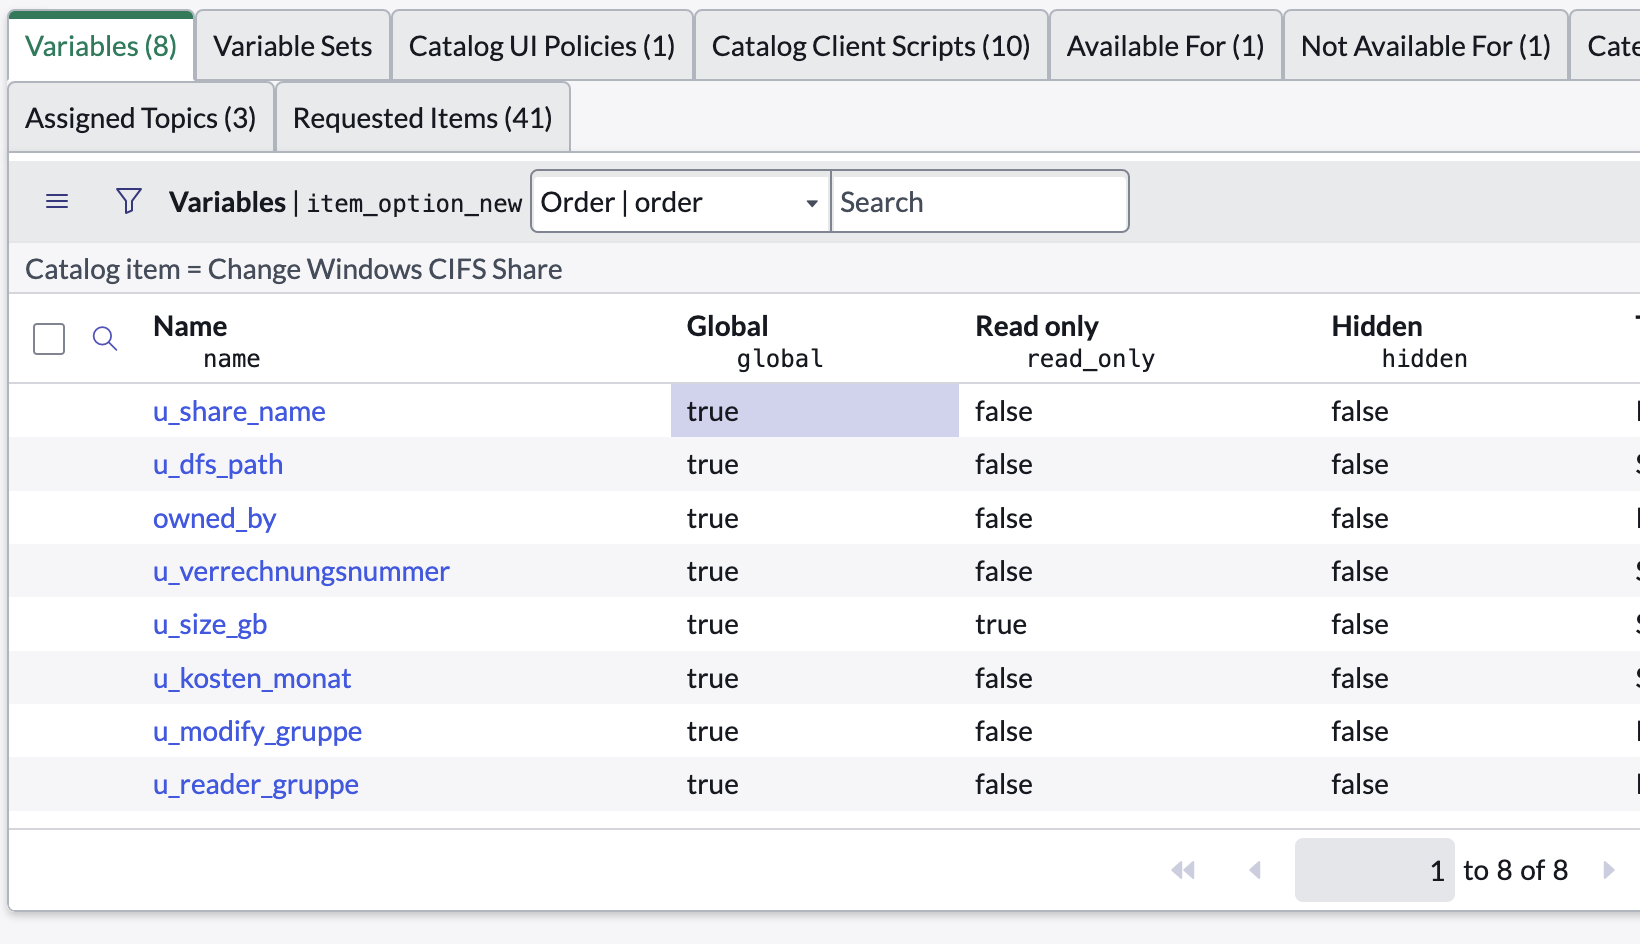 Variables (8) Variable Sets Catalog UI Policies (1) Catalog Client Scripts (10) Available For (1) Not Available For (1)
Assigned Topics (3) Requested Items (41)
Variables | item_option_new Order | order Search
Catalog item = Change Windows CIFS Share
Name Global Read only Hidden
name global read_only hidden
u_share_name true false false
u_dfs_path true false false
owned_by true false false
u_verrechnungsnummer true false false
u_size_gb true true false
u_kosten_monat true false false
u_modify_gruppe true false false
u_reader_gruppe true false false
1 to 8 of 8